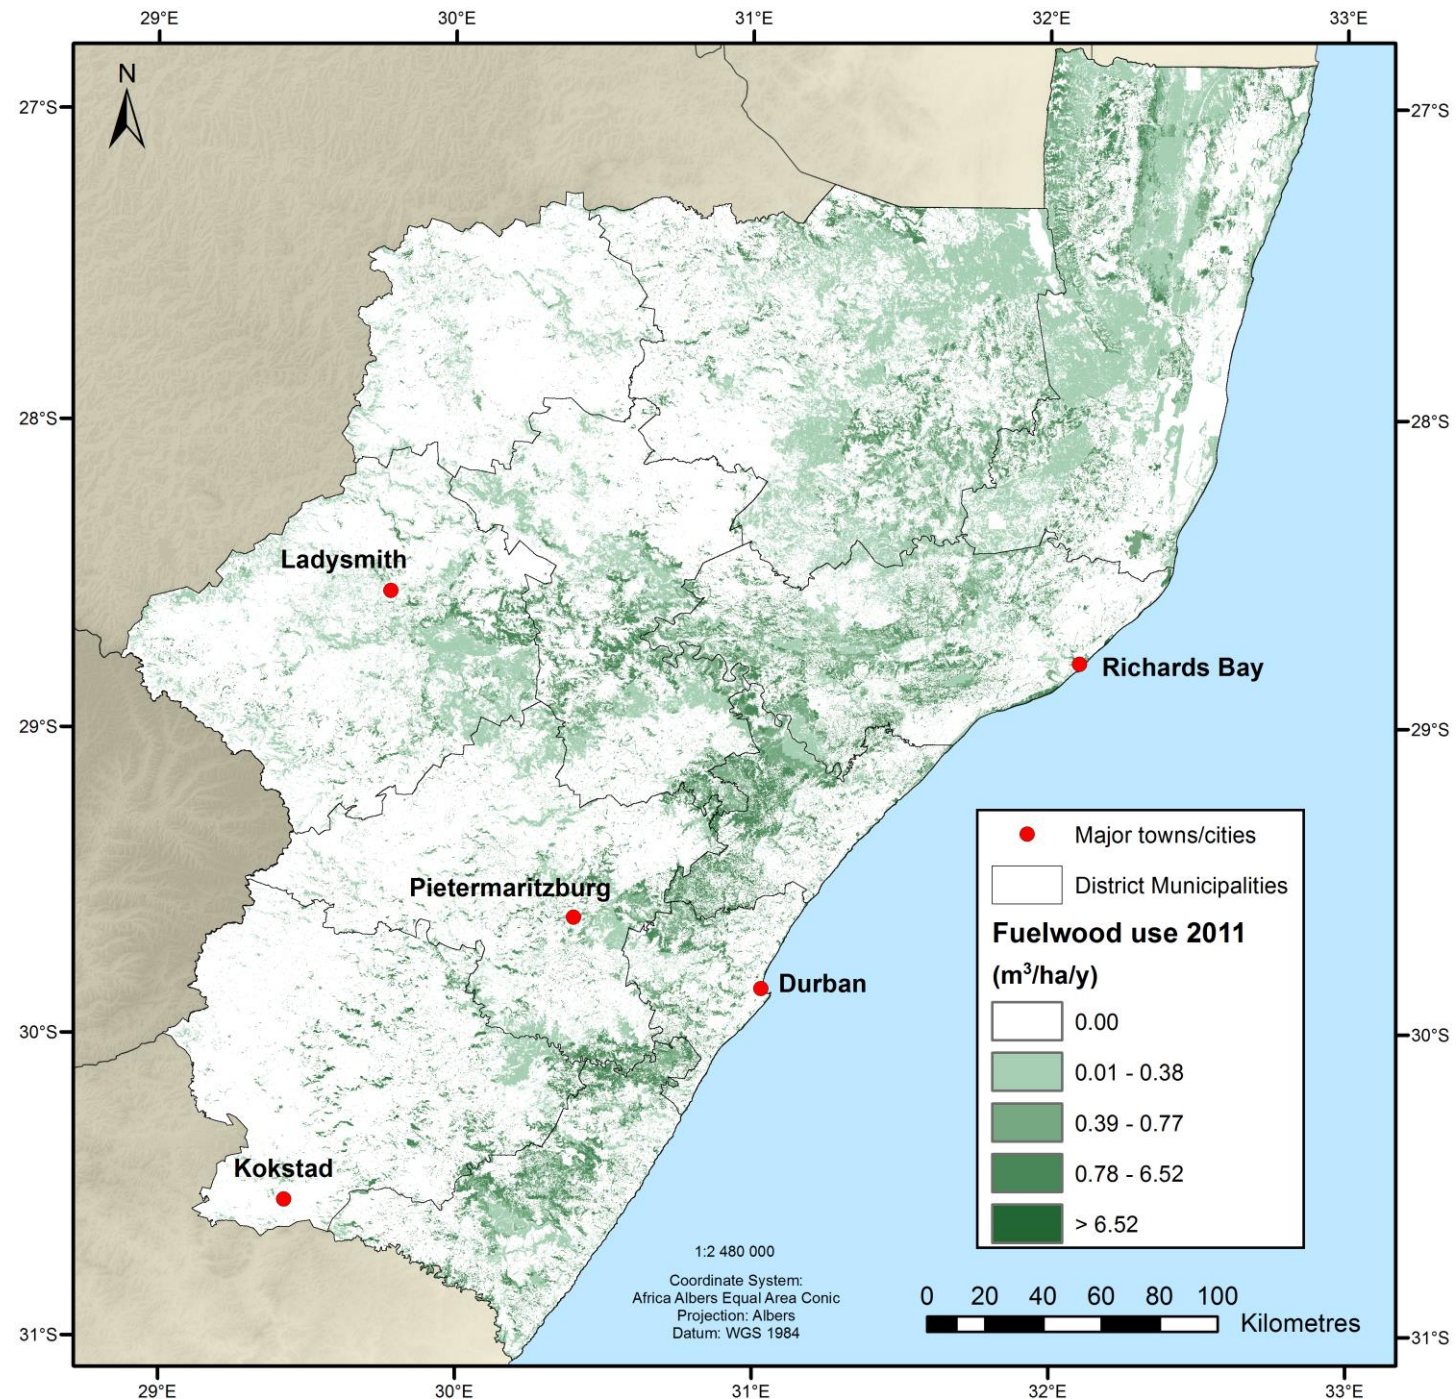 29°E 30°E 31°E 32°E 33°E
N
27°S 27°S
28°S 28°S
Ladysmith
Richards Bay
29°S 29°S
Major towns/cities
Pietermaritzburg
District Municipalities
Fuelwood use 2011
(m³/ha/y)
Durban
0.00
30°S 30°S
0.01 - 0.38
0.39 - 0.77
Kokstad
0.78 - 6.52
> 6.52
1:2 480 000
Coordinate System:
Africa Albers Equal Area Conic
Projection: Albers
Datum: WGS 1984
0 20 40 60 80 100
Kilometres
31°S 31°S
29°E 30°E 31°E 32°E 33°E